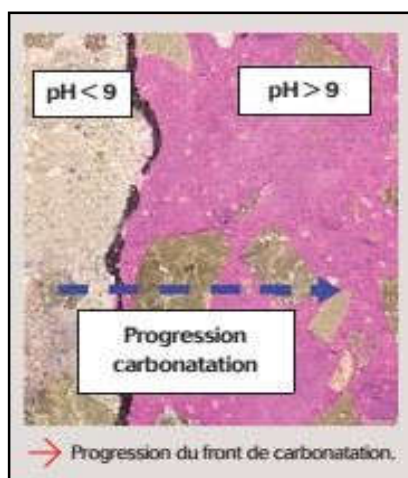 pH < 9
pH > 9
Progression
carbonatation
Progression du front de carbonatation.